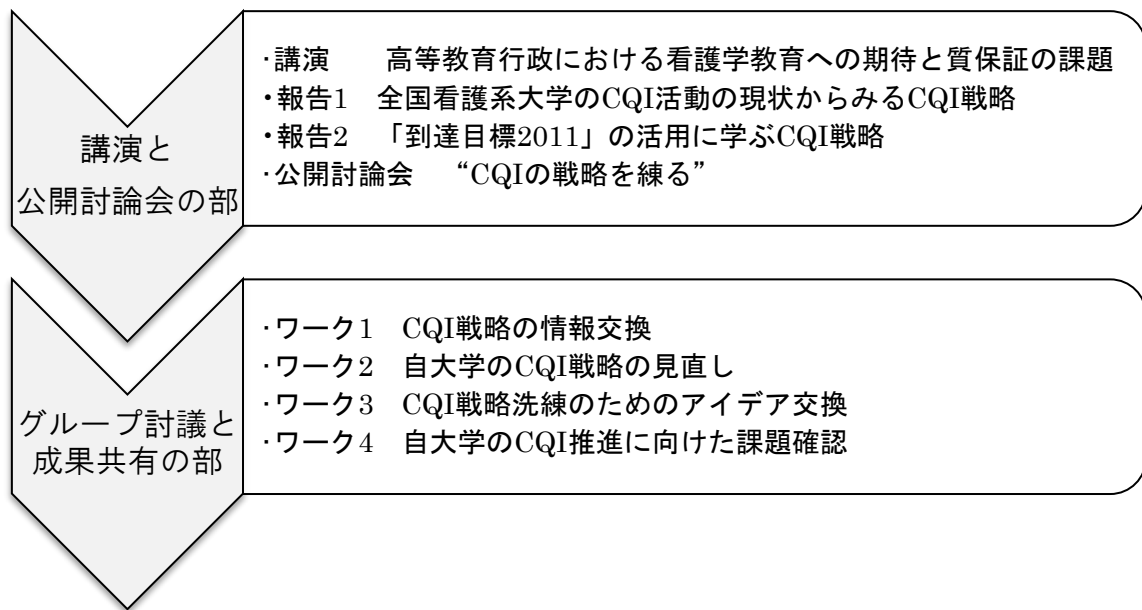 講演と
公開討論会の部
·講演　　高等教育行政における看護学教育への期待と質保証の課題
・報告1　全国看護系大学のCQI活動の現状からみるCQI戦略
・報告2　「到達目標2011」の活用に学ぶCQI戦略
·公開討論会　“CQIの戦略を練る”
グループ討議と
成果共有の部
·ワーク1　CQI戦略の情報交換
·ワーク2　自大学のCQI戦略の見直し
·ワーク3　CQI戦略洗練のためのアイデア交換
·ワーク4　自大学のCQI推進に向けた課題確認